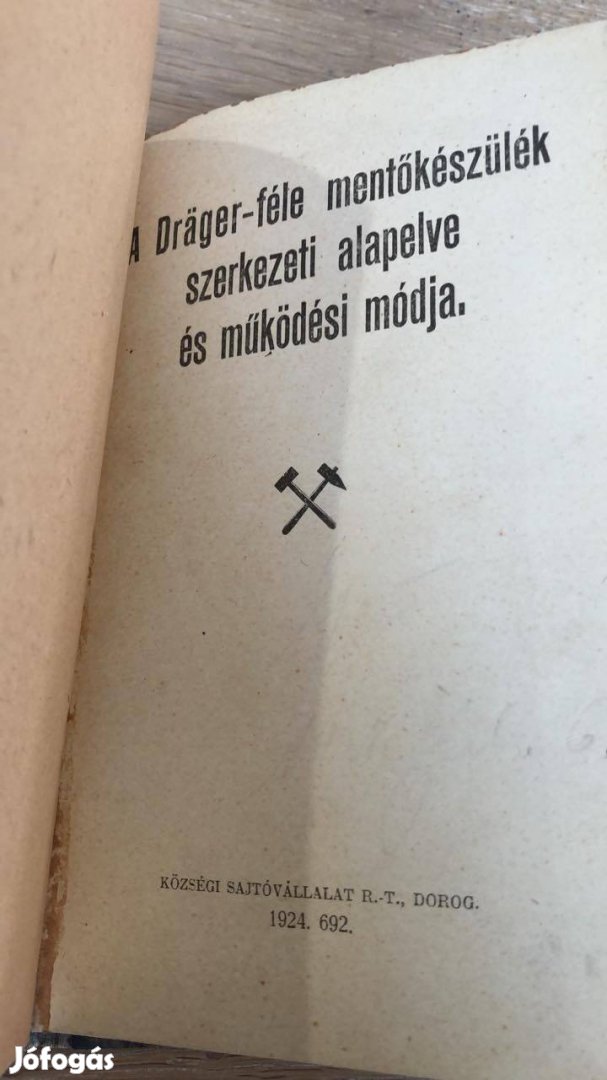 A Dräger-féle mentőkészülék
szerkezeti alapelve
és működési módja.
KÖZSÉGI SAJTÓVÁLLALAT R.-T., DOROG.
1924. 692.
Jófogás